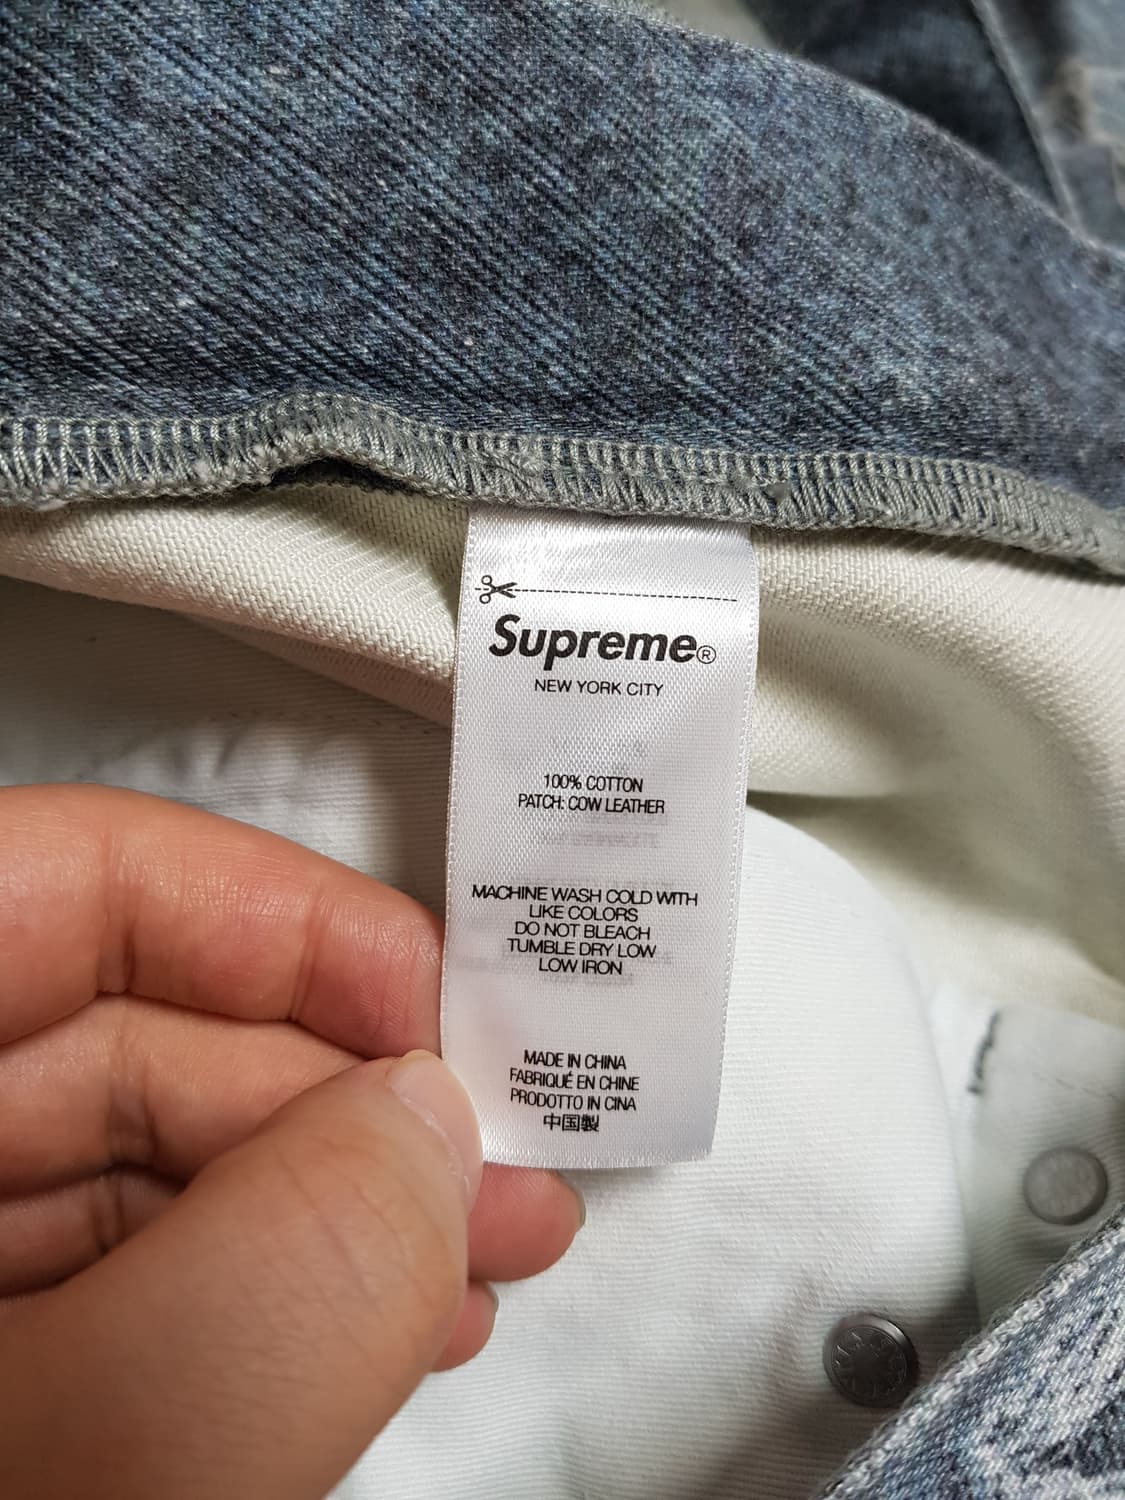 Supreme®
NEW YORK CITY
100% COTTON
PATCH: COW LEATHER
MACHINE WASH COLD WITH
LIKE COLORS
DO NOT BLEACH
TUMBLE DRY LOW
LOW IRON
MADE IN CHINA
FABRIQUÉ EN CHINE
PRODOTTO IN CINA
中国製